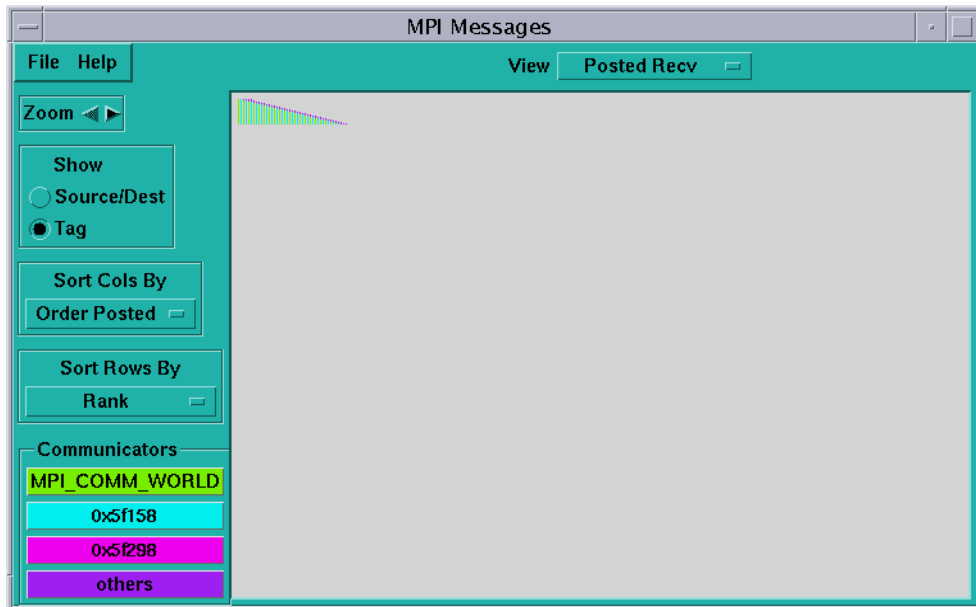 MPI Messages
File Help
View Posted Recv
Zoom
Show
Source/Dest
Tag
Sort Cols By
Order Posted
Sort Rows By
Rank
Communicators
MPI_COMM_WORLD
0x5f158
0x5f298
others